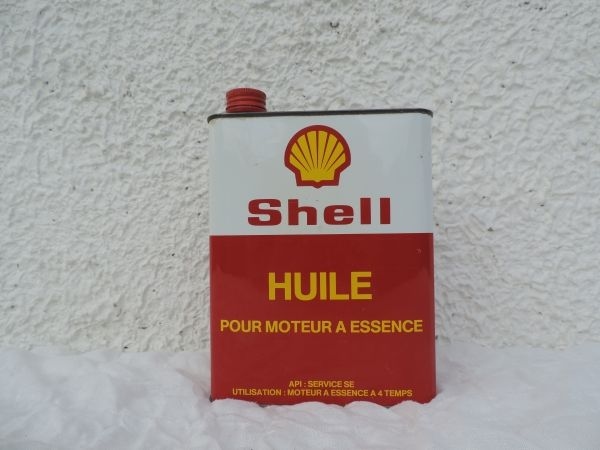 Shell
HUILE
POUR MOTEUR A ESSENCE
API : SERVICE SE
UTILISATION : MOTEUR A ESSENCE A 4 TEMPS